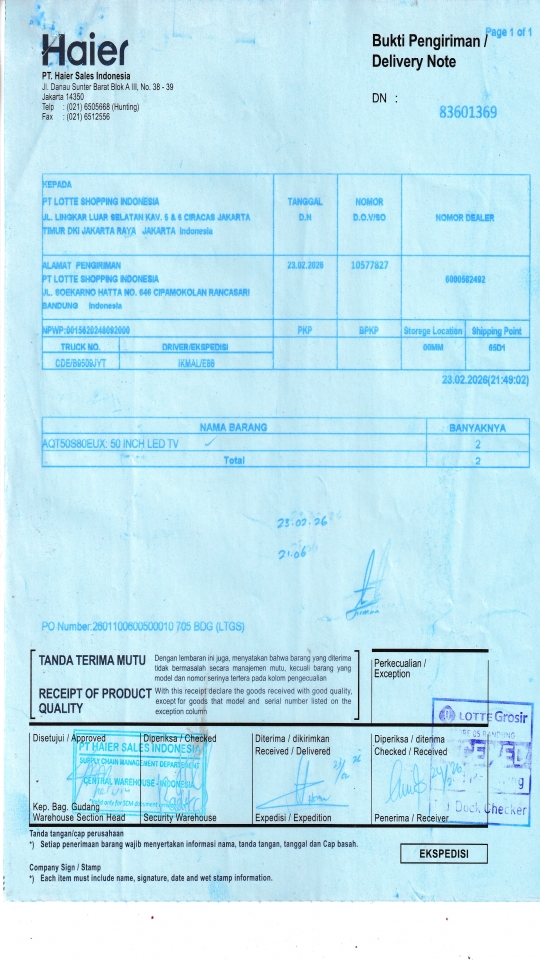 Page 1 of 1
Haier
Bukti Pengiriman /
Delivery Note
PT. Haier Sales Indonesia
Jl. Danau Sunter Barat Blok A III, No. 38 - 39
Jakarta 14350
Telp : (021) 6505668 (Hunting)
Fax : (021) 6512556
DN :
83601369
KEPADA
PT LOTTE SHOPPING INDONESIA
JL. LINGKAR LUAR SELATAN KAV. 5 & 6 CIRACAS JAKARTA
TIMUR DKI JAKARTA RAYA JAKARTA Indonesia
TANGGAL
D.N
NOMOR
D.O.V/SO
NOMOR DEALER
ALAMAT PENGIRIMAN
PT LOTTE SHOPPING INDONESIA
JL. SOEKARNO HATTA NO. 646 CIPAMOKOLAN RANCASARI
BANDUNG Indonesia
23.02.2026
10577827
6000582492
PKP BPKP Storege Location Shipping Point
TRUCK NO. DRIVER/EKSPEDISI 00MM 65D1
CDE/B9509JYT IKMAL/E86
23.02.2026(21:49:02)
NAMA BARANG BANYAKNYA
AQT50S80EUX: 50 INCH LED TV 2
Total 2
23.02.26
21.06
PO Number:2601100600500010 705 BDG (LTGS)
TANDA TERIMA MUTU
Dengan lembaran ini juga, menyatakan bahwa barang yang diterima
tidak bermasalah secara manajemen mutu, kecuali barang yang
model dan nomor serinya tertera pada kolom pengecualian
RECEIPT OF PRODUCT
QUALITY
With this receipt declare the goods received with good quality,
except for goods that model and serial number listed on the
exception column
Perkecualian /
Exception
LOTTE Grosir
Disetujui / Approved
Diperiksa / Checked
Diterima / dikirimkan
Received / Delivered
Diperiksa / diterima
Checked / Received
PT HAIER SALES INDONESIA
SUPPLY CHAIN MANAGEMENT DEPARTEMENT
CENTRAL WAREHOUSE - INDONESIA
Dock Checker
Kep. Bag. Gudang
Warehouse Section Head
Security Warehouse
Expedisi / Expedition
Penerima / Receiver
Tanda tangan/cap perusahaan
*) Setiap penerimaan barang wajib menyertakan informasi nama, tanda tangan, tanggal dan Cap basah.
EKSPEDISI
Company Sign / Stamp
*) Each item must include name, signature, date and wet stamp information.